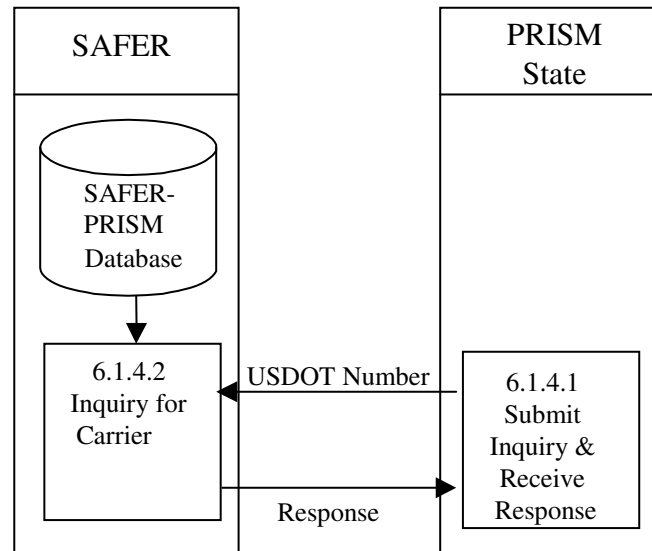 SAFER
PRISM
State
SAFER-
PRISM
Database
6.1.4.2
Inquiry for
Carrier
USDOT Number
6.1.4.1
Submit
Inquiry &
Receive
Response
Response